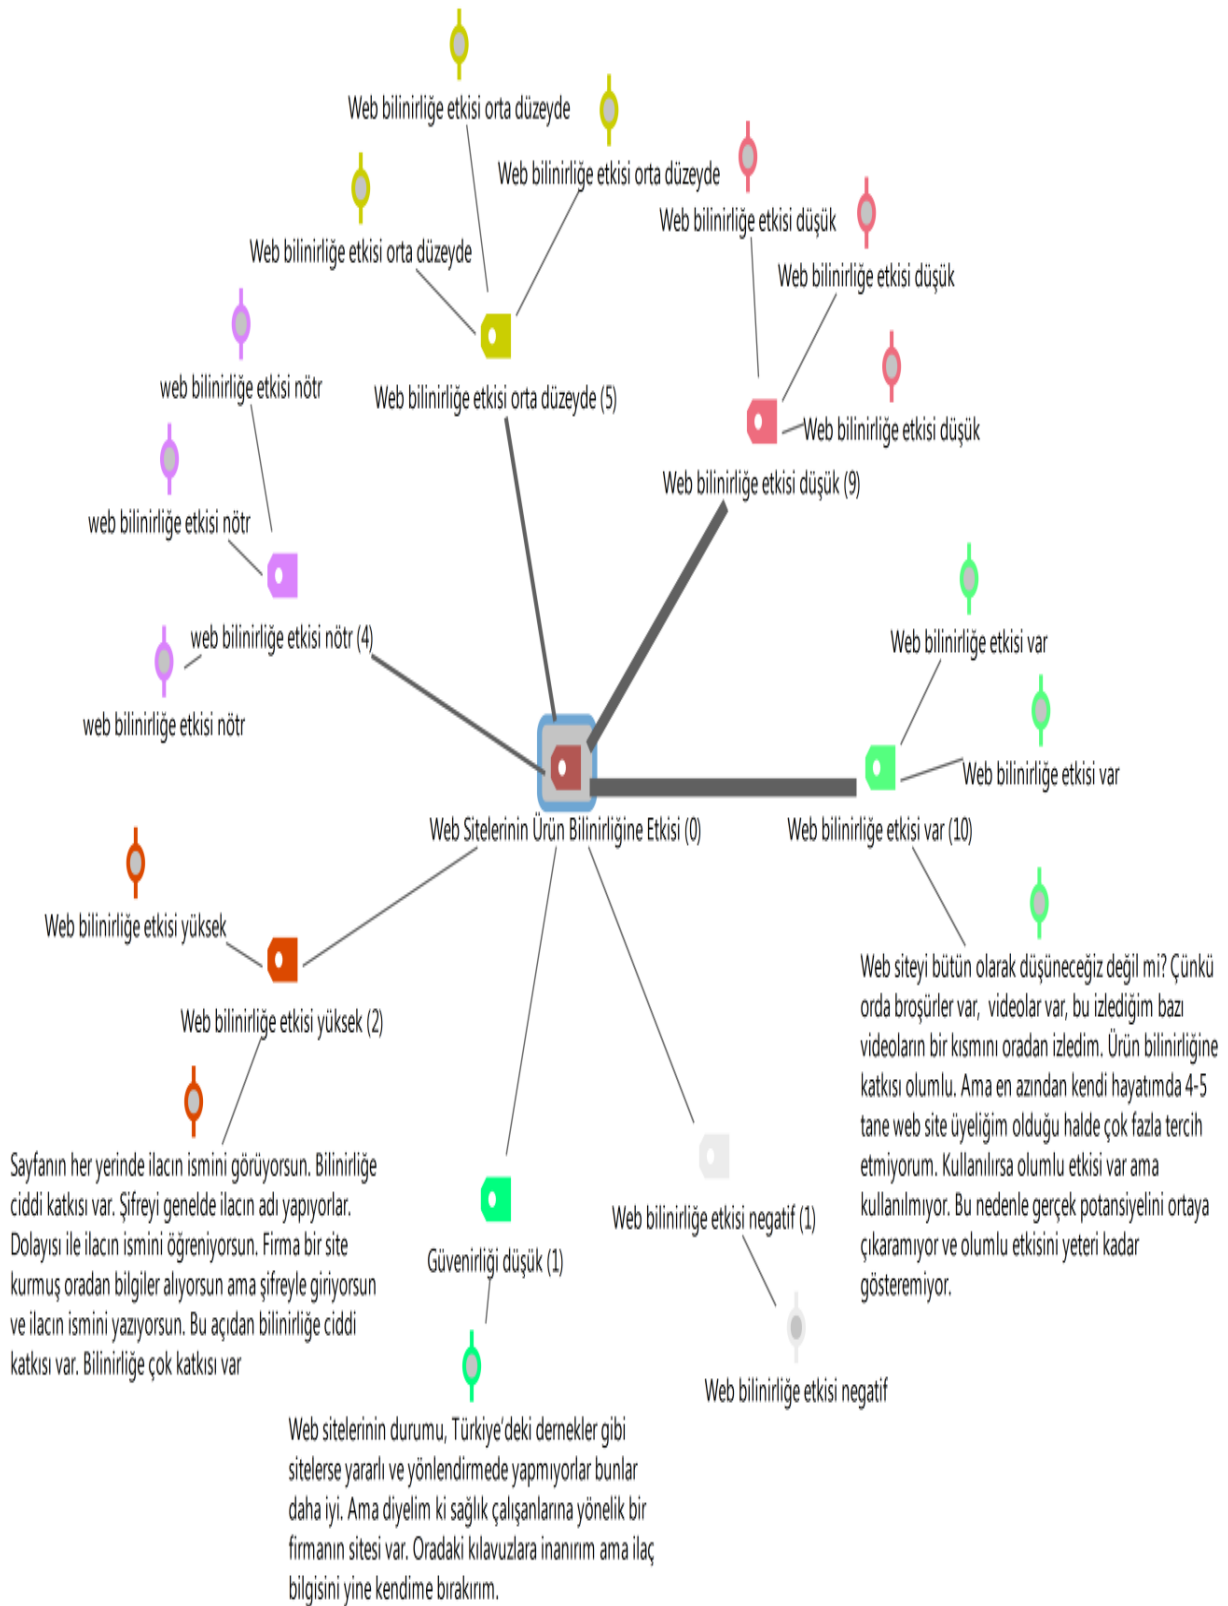 Web bilinirliğe etkisi orta düzeyde
Web bilinirliğe etkisi orta düzeyde
Web bilinirliğe etkisi düşük
Web bilinirliğe etkisi orta düzeyde
Web bilinirliğe etkisi düşük
web bilinirliğe etkisi nötr
Web bilinirliğe etkisi orta düzeyde (5)
Web bilinirliğe etkisi düşük
Web bilinirliğe etkisi düşük (9)
web bilinirliğe etkisi nötr
web bilinirliğe etkisi nötr (4)
Web bilinirliğe etkisi var
web bilinirliğe etkisi nötr
Web bilinirliğe etkisi var
Web Sitelerinin Ürün Bilinirliğine Etkisi (0)
Web bilinirliğe etkisi var (10)
Web bilinirliğe etkisi yüksek
Web bilinirliğe etkisi yüksek (2)
Web siteyi bütün olarak düşüneceğiz değil mi? Çünkü
orda broşürler var, videolar var, bu izlediğim bazı
videoların bir kısmını oradan izledim. Ürün bilinirliğine
katkısı olumlu. Ama en azından kendi hayatımda 4-5
tane web site üyeliğim olduğu halde çok fazla tercih
etmiyorum. Kullanılırsa olumlu etkisi var ama
kullanılmıyor. Bu nedenle gerçek potansiyelini ortaya
çıkaramıyor ve olumlu etkisini yeteri kadar
gösteremiyor.
Sayfanın her yerinde ilacın ismini görüyorsun. Bilinirliğe
ciddi katkısı var. Şifreyi genelde ilacın adı yapıyorlar.
Dolayısı ile ilacın ismini öğreniyorsun. Firma bir site
kurmuş oradan bilgiler alıyorsun ama şifreyle giriyorsun
ve ilacın ismini yazıyorsun. Bu açıdan bilinirliğe ciddi
katkısı var. Bilinirliğe çok katkısı var
Web bilinirliğe etkisi negatif (1)
Güvenirliği düşük (1)
Web bilinirliğe etkisi negatif
Web sitelerinin durumu, Türkiye'deki dernekler gibi
sitelerse yararlı ve yönlendirmede yapmıyorlar bunlar
daha iyi. Ama diyelim ki sağlık çalışanlarına yönelik bir
firmanın sitesi var. Oradaki kılavuzlara inanırım ama ilaç
bilgisini yine kendime bırakırım.